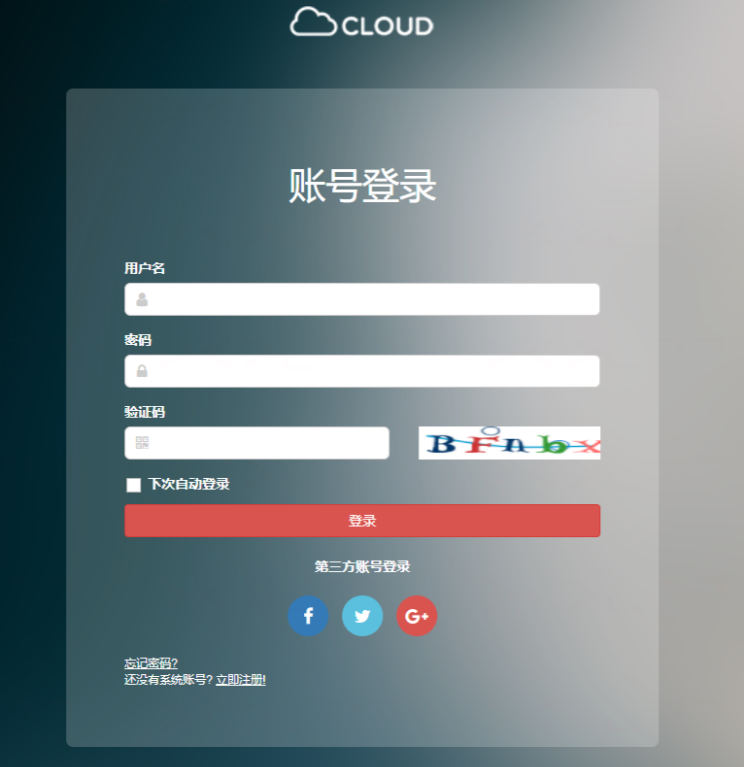 CLOUD
账号登录
用户名
密码
验证码
BFnbx
下次自动登录
登录
第三方账号登录
f
G+
忘记密码?
还没有系统账号? 立即注册!